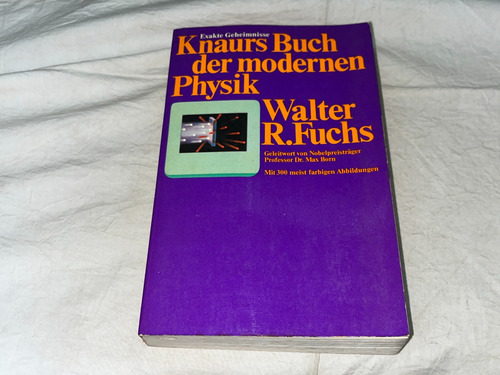 Exakte Geheimnisse
Knaurs Buch
der modernen
Physik
Walter
R.Fuchs
Geleitwort von Nobelpreisträger
Professor Dr. Max Born
Mit 300 meist farbigen Abbildungen